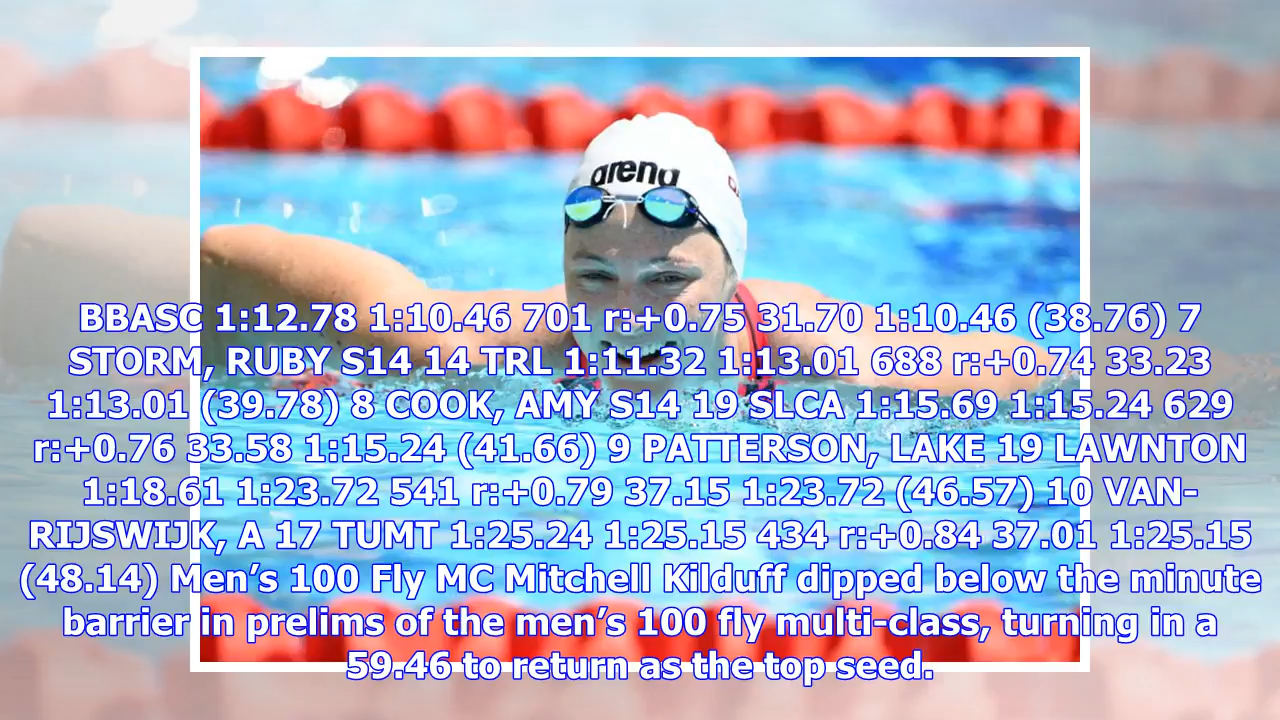 arena
BBASC 1:12.78 1:10.46 701 r:+0.75 31.70 1:10.46 (38.76) 7
STORM, RUBY S14 14 TRL 1:11.32 1:13.01 688 r:+0.74 33.23
1:13.01 (39.78) 8 COOK, AMY S14 19 SLCA 1:15.69 1:15.24 629
r:+0.76 33.58 1:15.24 (41.66) 9 PATTERSON, LAKE 19 LAWNTON
1:18.61 1:23.72 541 r:+0.79 37.15 1:23.72 (46.57) 10 VAN-
RIJSWIJK, A 17 TUMT 1:25.24 1:25.15 434 r:+0.84 37.01 1:25.15
(48.14) Men’s 100 Fly MC Mitchell Kilduff dipped below the minute
barrier in prelims of the men’s 100 fly multi-class, turning in a
59.46 to return as the top seed.